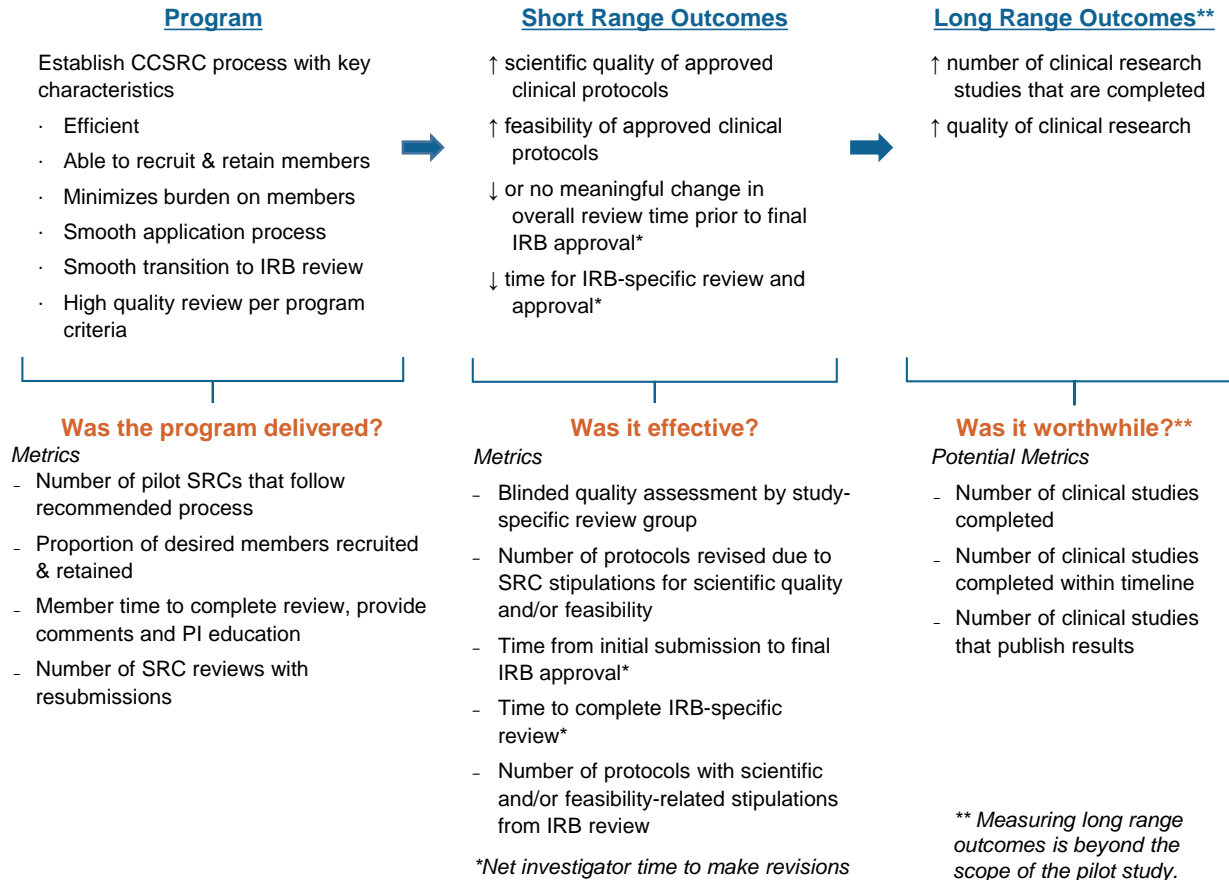 Program
Establish CCSRC process with key
characteristics
· Efficient
· Able to recruit & retain members
· Minimizes burden on members
· Smooth application process
· Smooth transition to IRB review
· High quality review per program
criteria
Short Range Outcomes
↑ scientific quality of approved
clinical protocols
↑ feasibility of approved clinical
protocols
↓ or no meaningful change in
overall review time prior to final
IRB approval*
↓ time for IRB-specific review and
approval*
Long Range Outcomes**
↑ number of clinical research
studies that are completed
↑ quality of clinical research
Was the program delivered?
Metrics
- Number of pilot SRCs that follow
recommended process
- Proportion of desired members recruited
& retained
- Member time to complete review, provide
comments and PI education
- Number of SRC reviews with
resubmissions
Was it effective?
Metrics
- Blinded quality assessment by study-
specific review group
- Number of protocols revised due to
SRC stipulations for scientific quality
and/or feasibility
- Time from initial submission to final
IRB approval*
- Time to complete IRB-specific
review*
- Number of protocols with scientific
and/or feasibility-related stipulations
from IRB review
*Net investigator time to make revisions
Was it worthwhile?**
Potential Metrics
- Number of clinical studies
completed
- Number of clinical studies
completed within timeline
- Number of clinical studies
that publish results
** Measuring long range
outcomes is beyond the
scope of the pilot study.